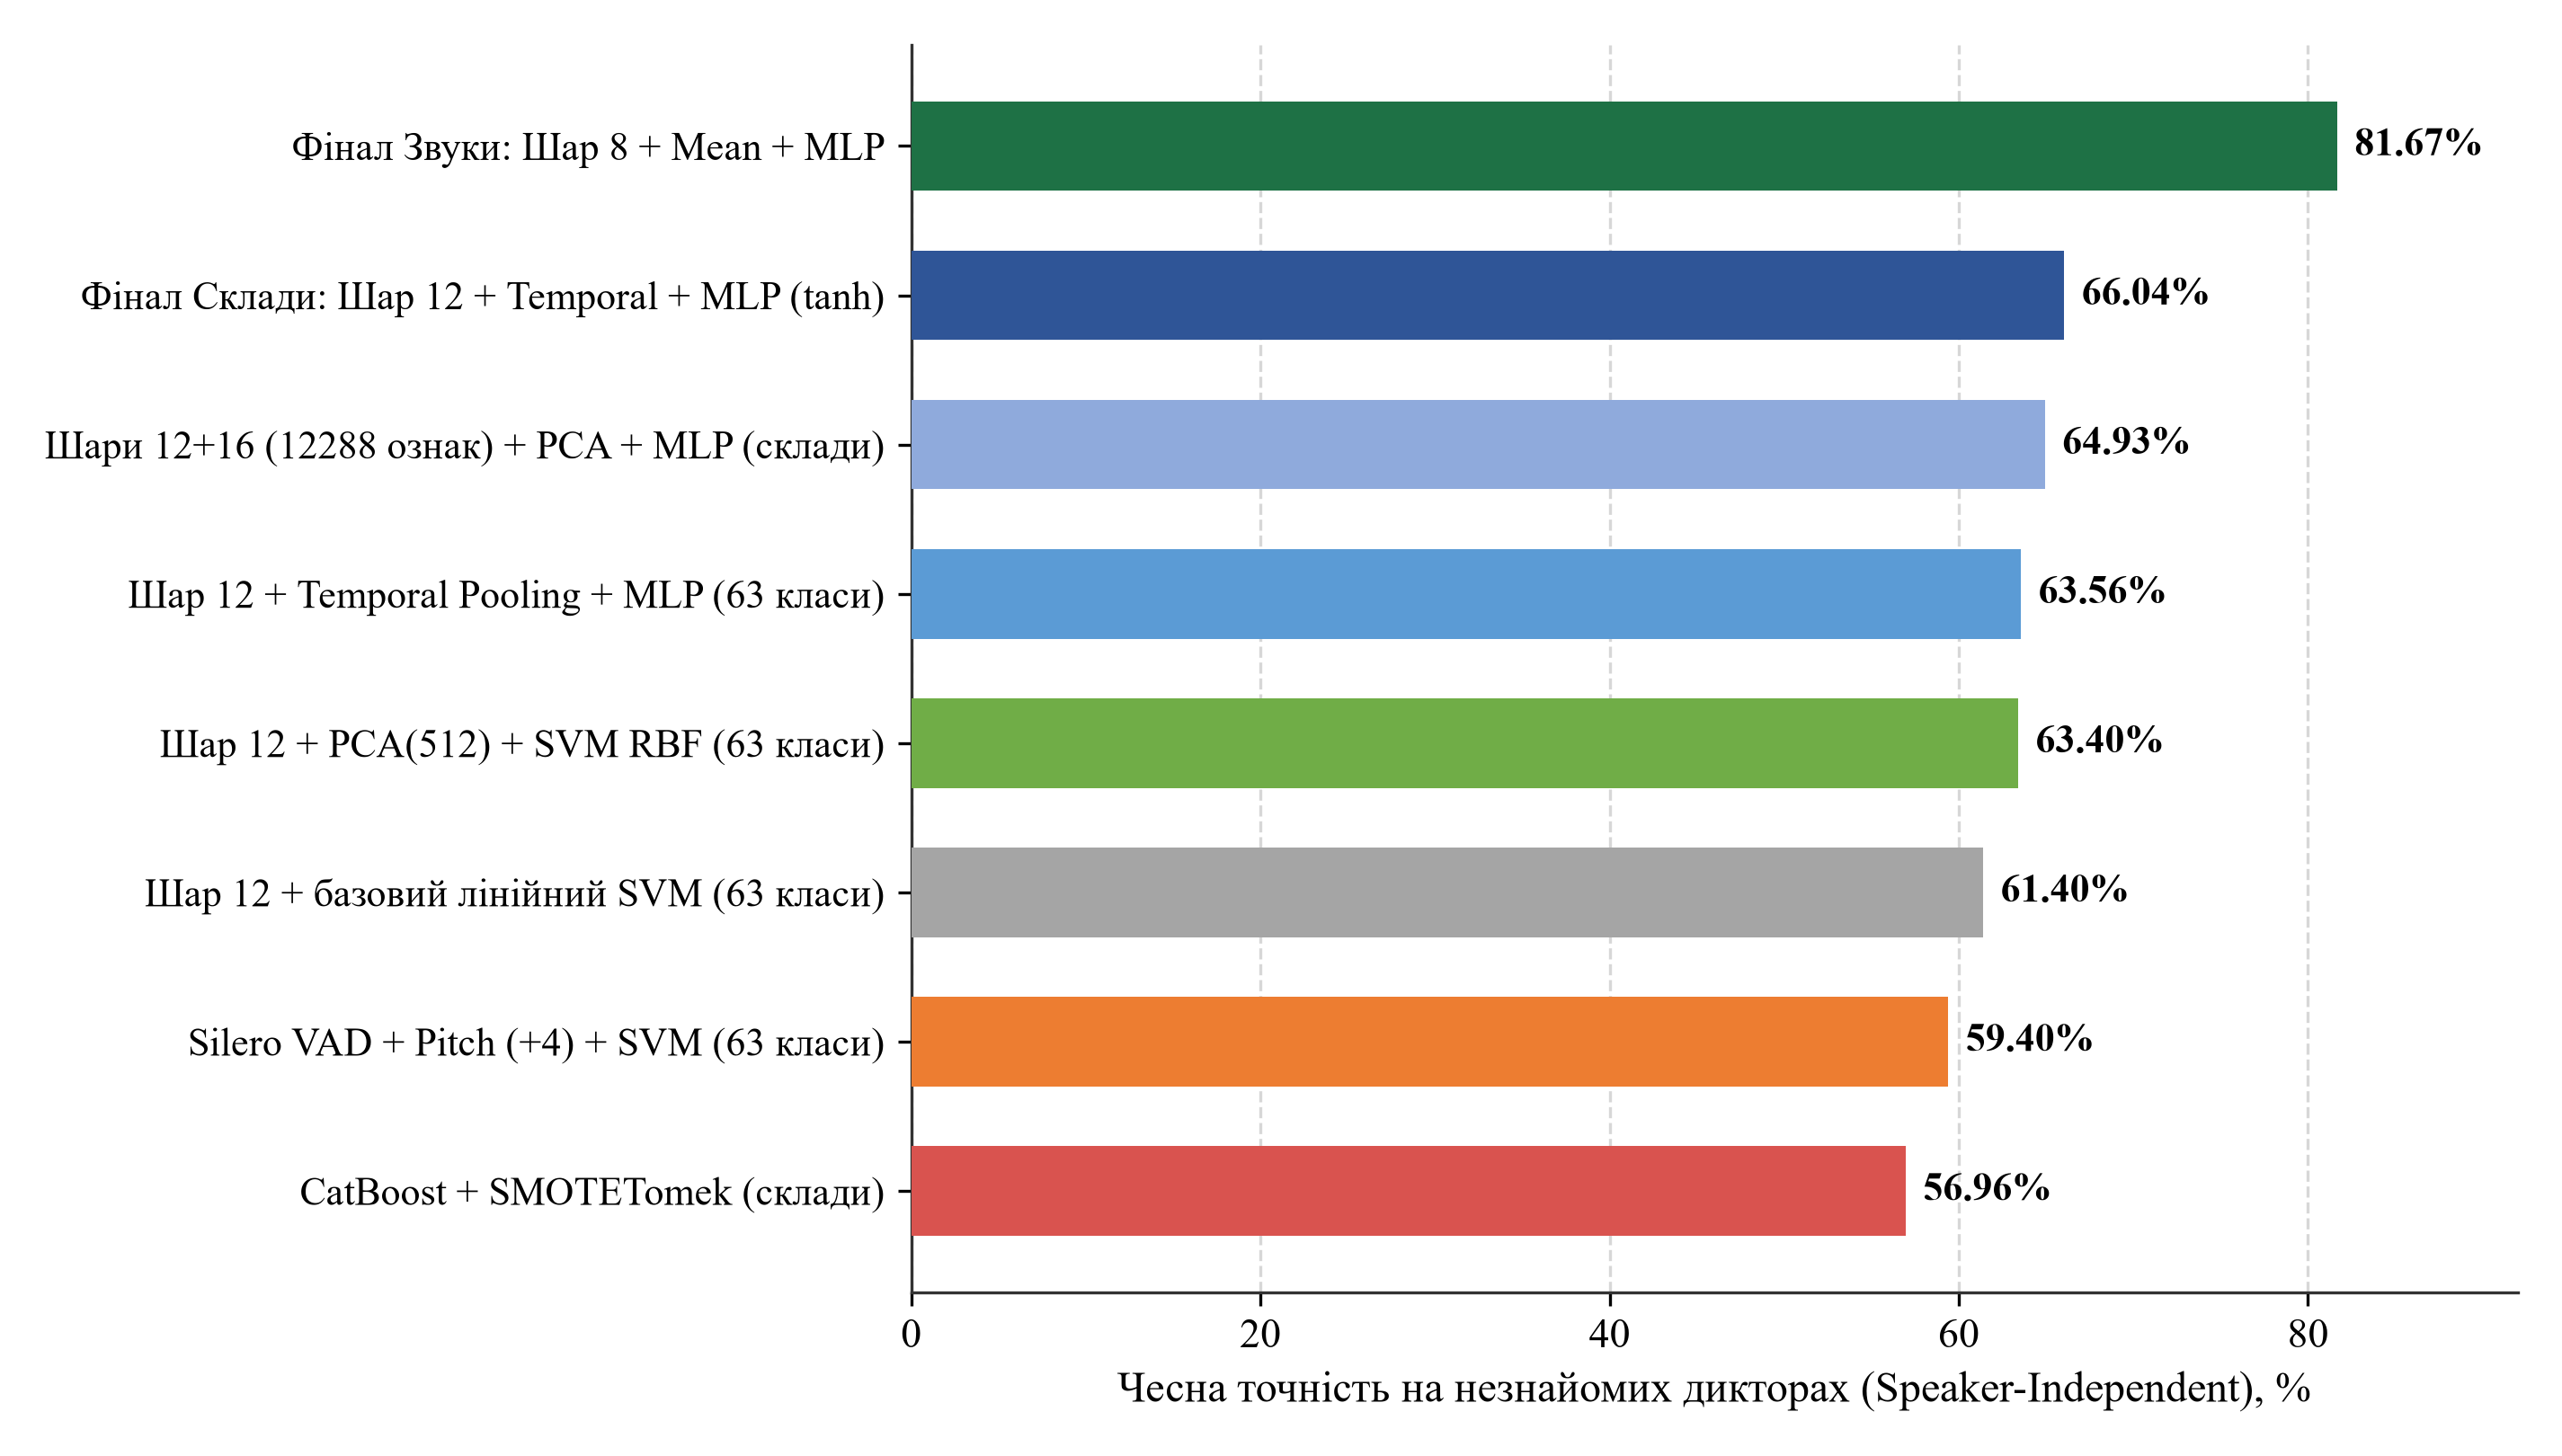 Фінал Звуки: Шар 8 + Mean + MLP
81.67%
Фінал Склади: Шар 12 + Temporal + MLP (tanh)
66.04%
Шари 12+16 (12288 ознак) + PCA + MLP (склади)
64.93%
Шар 12 + Temporal Pooling + MLP (63 класи)
63.56%
Шар 12 + PCA(512) + SVM RBF (63 класи)
63.40%
Шар 12 + базовий лінійний SVM (63 класи)
61.40%
Silero VAD + Pitch (+4) + SVM (63 класи)
59.40%
CatBoost + SMOTETomek (склади)
56.96%
0 20 40 60 80
Чесна точність на незнайомих дикторах (Speaker-Independent), %